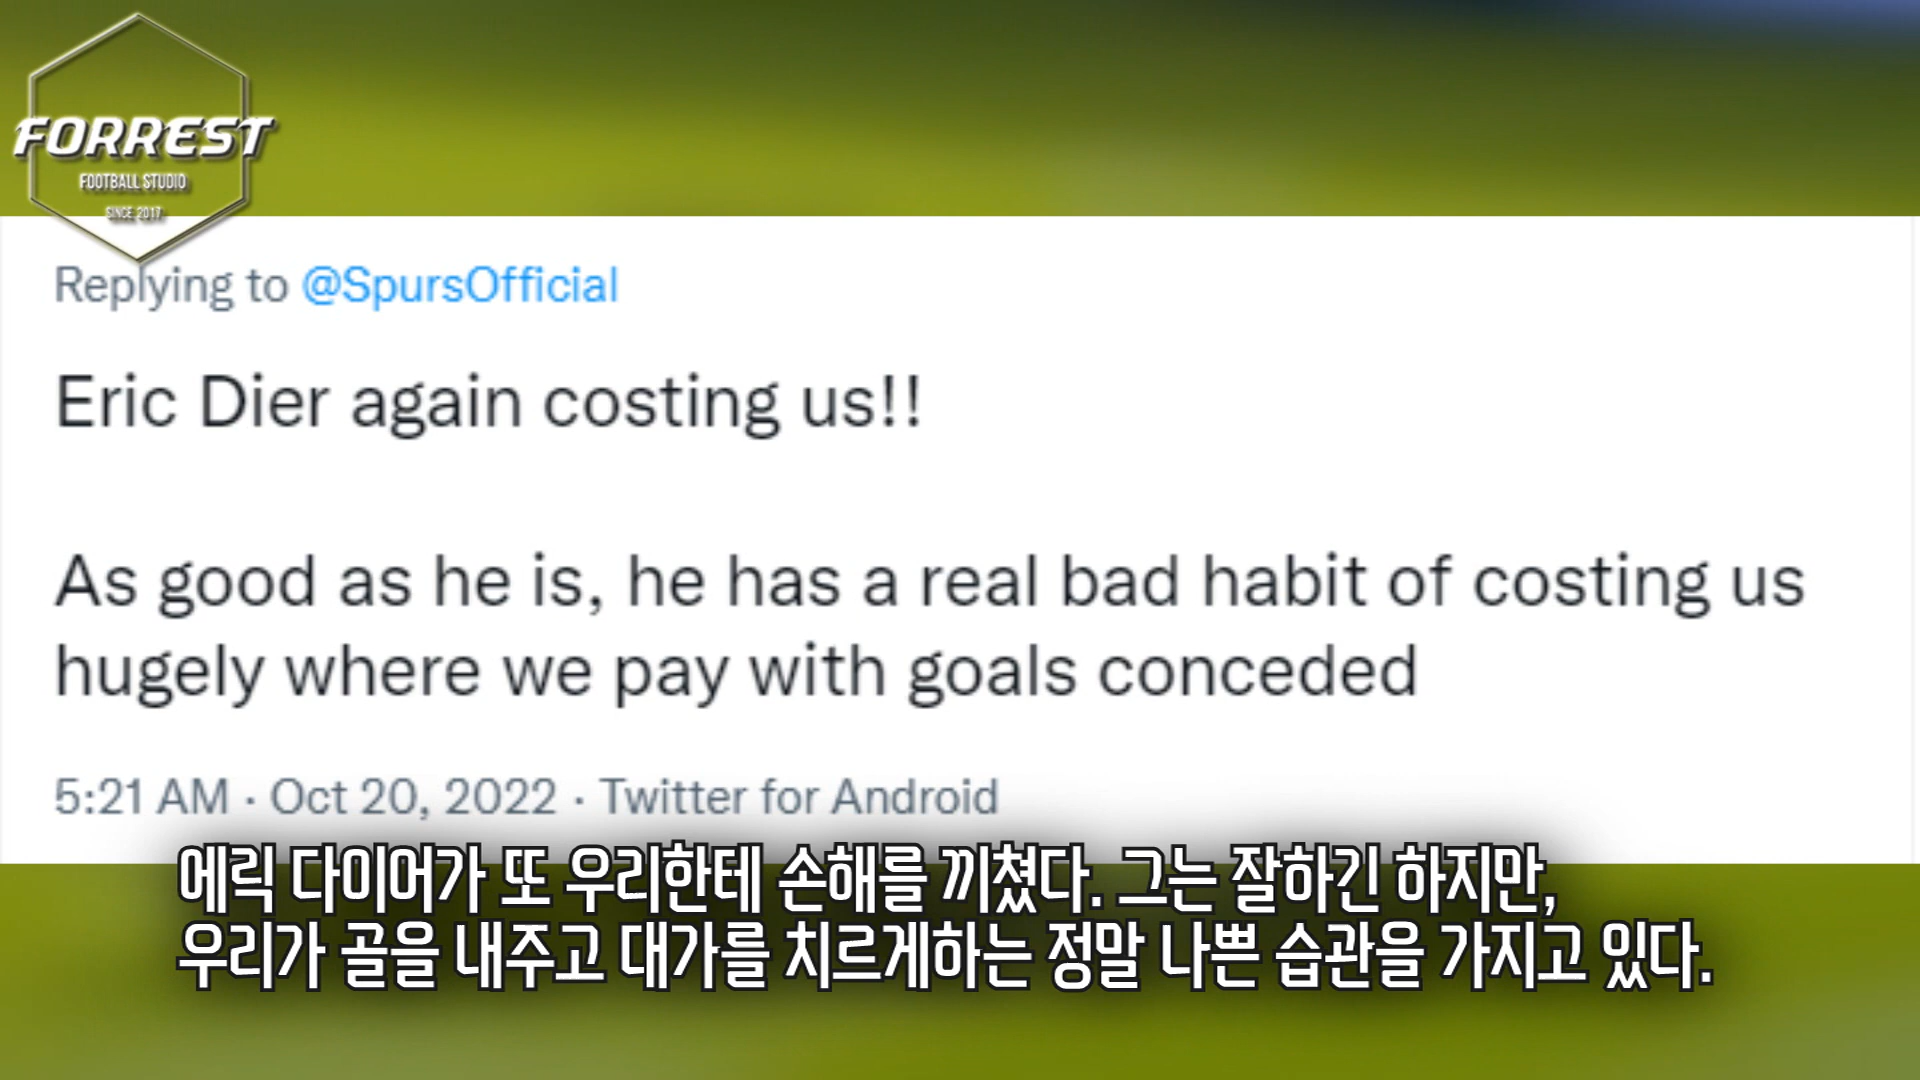 FORREST
FOOTBALL STUDIO
SINCE 2017
Replying to @SpursOfficial
Eric Dier again costing us!!
As good as he is, he has a real bad habit of costing us
hugely where we pay with goals conceded
5:21 AM · Oct 20, 2022 · Twitter for Android
에릭 다이어가 또 우리한테 손해를 끼쳤다. 그는 잘하긴 하지만,
우리가 골을 내주고 대가를 치르게하는 정말 나쁜 습관을 가지고 있다.